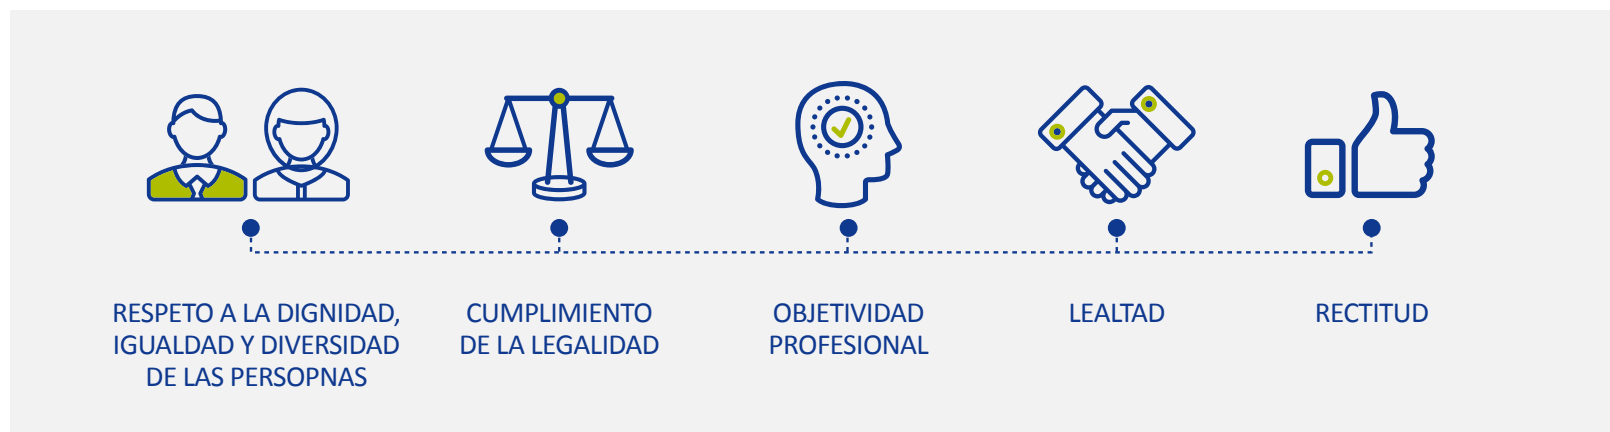 RESPETO A LA DIGNIDAD,
IGUALDAD Y DIVERSIDAD
DE LAS PERSOPNAS
CUMPLIMIENTO
DE LA LEGALIDAD
OBJETIVIDAD
PROFESIONAL
LEALTAD
RECTITUD